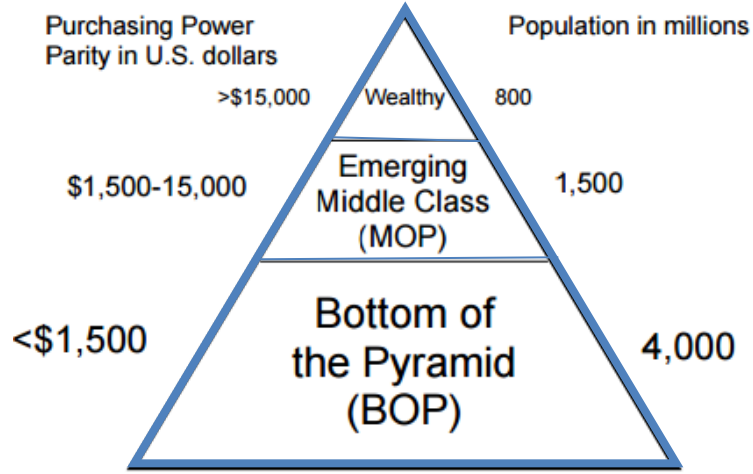 Purchasing Power
Parity in U.S. dollars
Population in millions
>$15,000
Wealthy
800
$1,500-15,000
Emerging
Middle Class
(MOP)
1,500
<$1,500
Bottom of
the Pyramid
(BOP)
4,000